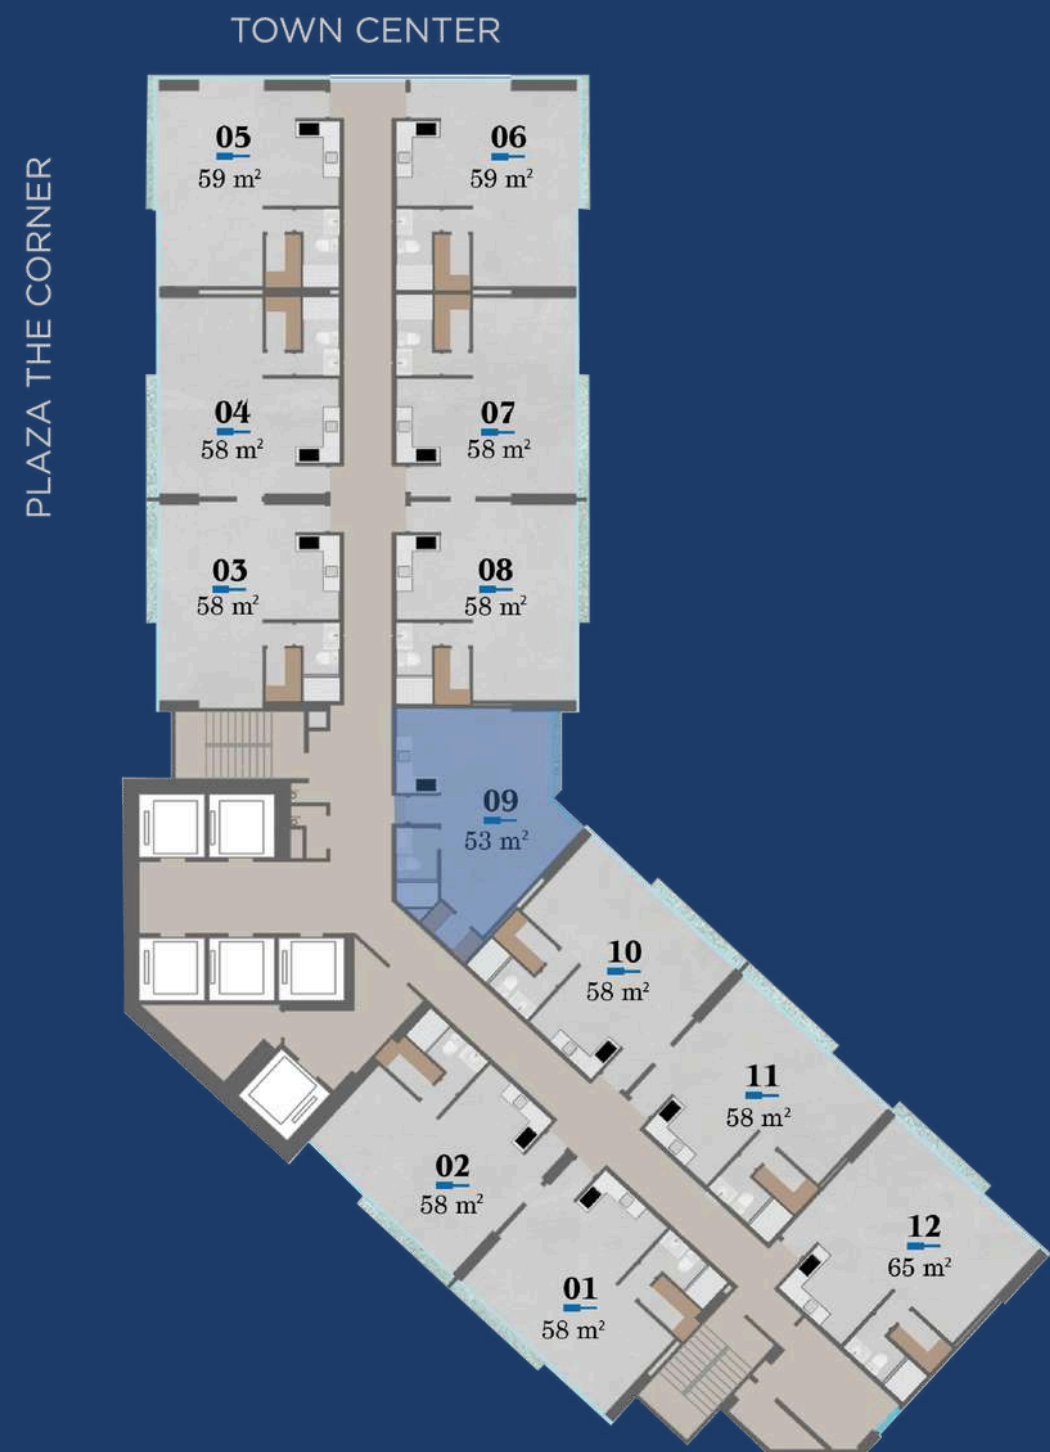 TOWN CENTER
PLAZA THE CORNER
05
59 m²
06
59 m²
04
58 m²
07
58 m²
03
58 m²
08
58 m²
09
53 m²
10
58 m²
11
58 m²
02
58 m²
12
65 m²
01
58 m²